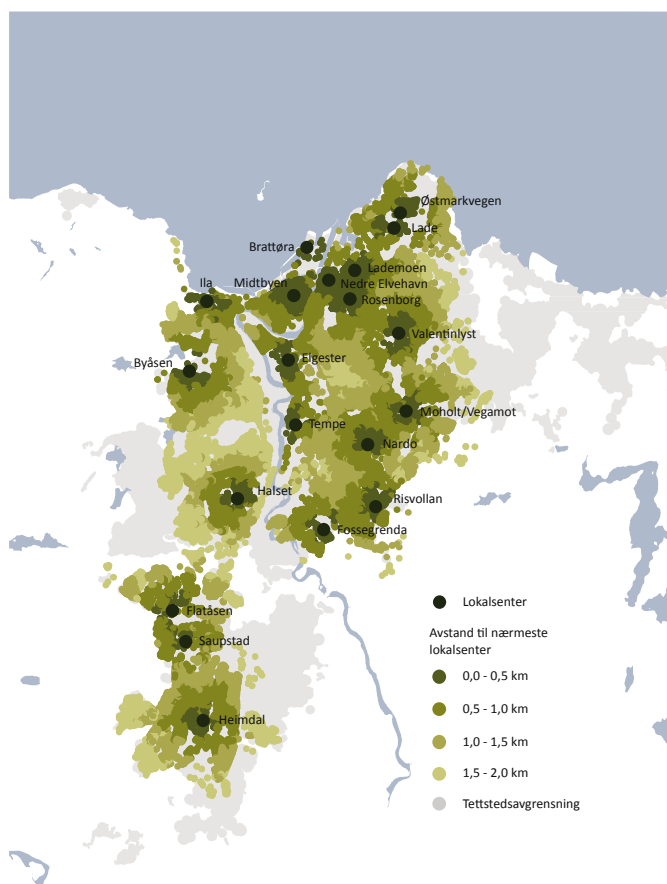 Østmarkvegen
Lade
Brattøra
Lademoen
Ila
Midtbyen
Nedre Elvehavn
Rosenborg
Valentinlyst
Elgester
Byåsen
Moholt/Vegamot
Tempe
Nardo
Halset
Risvollan
Fossegrenda
Lokalsenter
Flatåsen
Avstand til nærmeste
lokalsenter
Saupstad
0,0 - 0,5 km
0,5 - 1,0 km
Heimdal
1,0 - 1,5 km
1,5 - 2,0 km
Tettstedsavgrensning